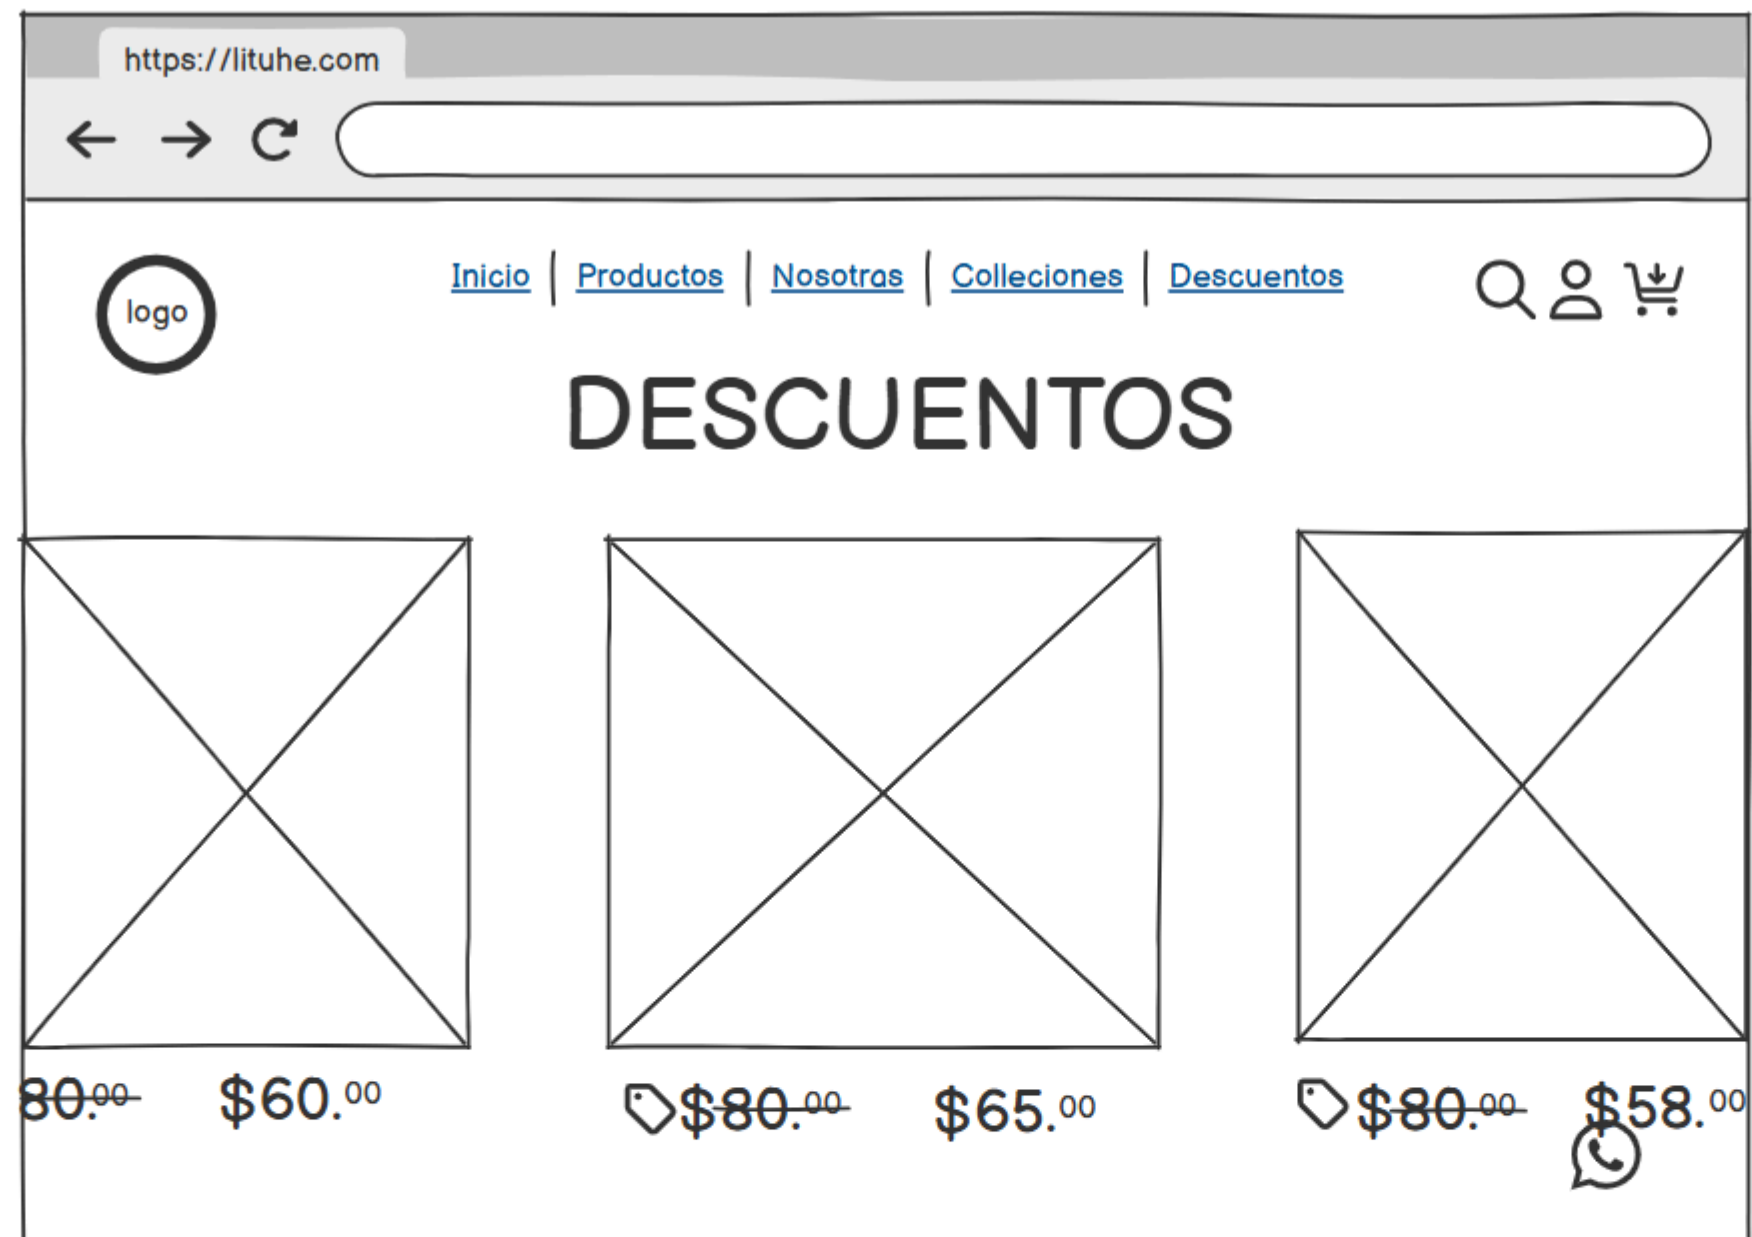 https://lituhe.com
logo
Inicio Productos Nosotras Colleciones Descuentos
DESCUENTOS
80.00 $60.00 $80.00 $65.00 $80.00 $58.00